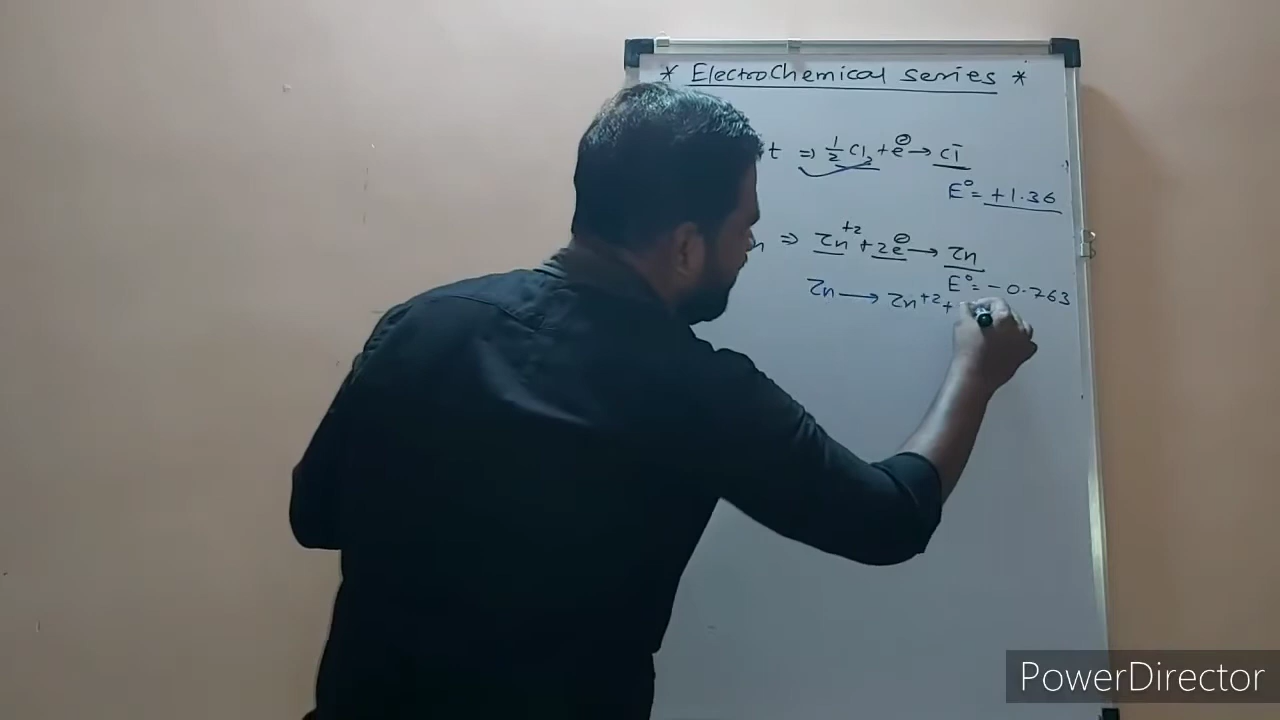 * ElectroChemical series *
t ⇒ ½ Cl₂ + e⊖ → Cl⁻
E° = +1.36
n ⇒ Zn⁺² + 2e⊖ → Zn
E° = -0.763
Zn → Zn⁺² +
PowerDirector